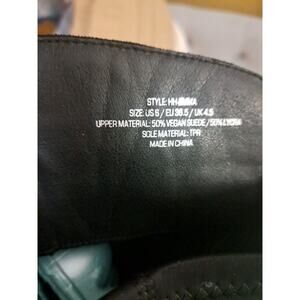 STYLE: HH
SIZE: US 6 / EU 36.5 / UK 4.5
UPPER MATERIAL: 50% VEGAN SUEDE / 50% LYCRA
SOLE MATERIAL: TPR
MADE IN CHINA